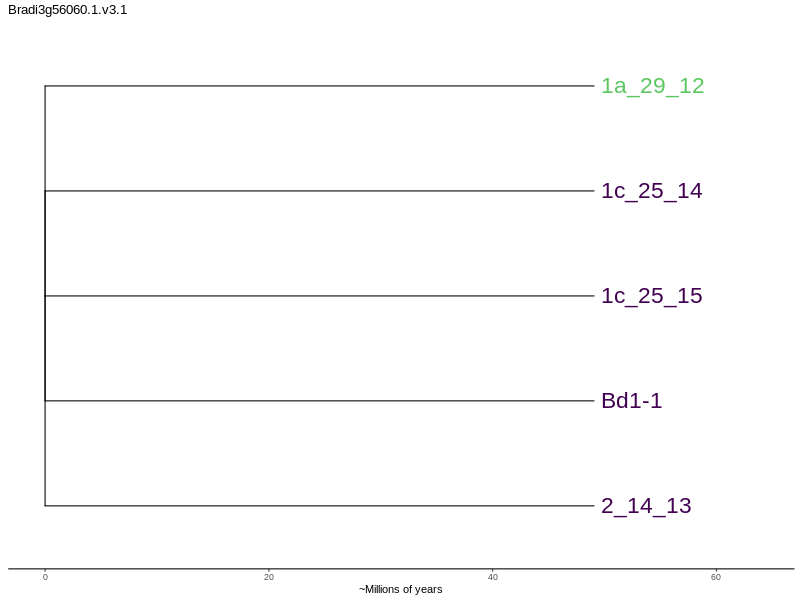 Bradi3g56060.1.v3.1
1a_29_12
1c_25_14
1c_25_15
Bd1-1
2_14_13
0 20 40 60
~Millions of years